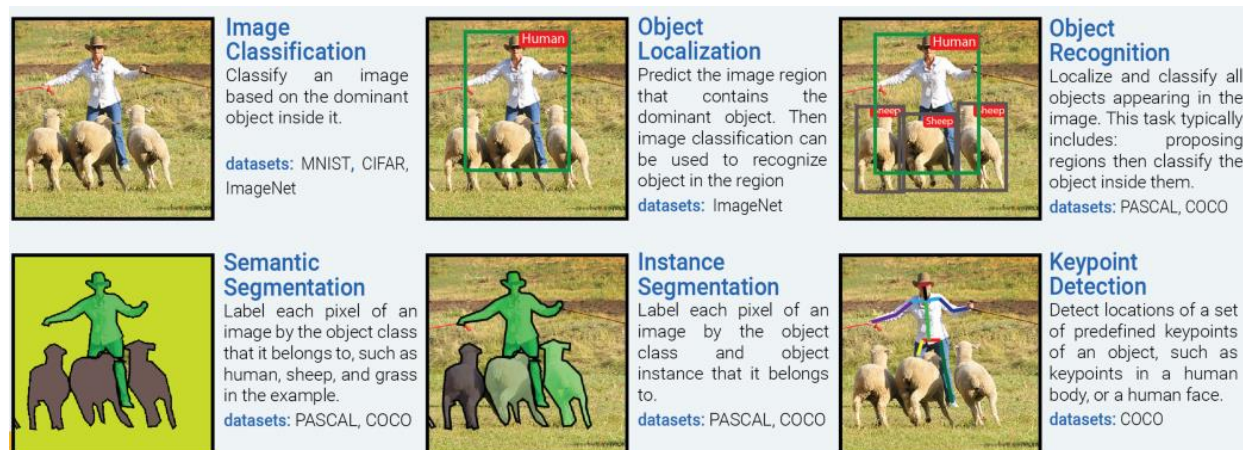 Image
Classification
Classify an image
based on the dominant
object inside it.
datasets: MNIST, CIFAR,
ImageNet
Human
Object
Localization
Predict the image region
that contains the
dominant object. Then
image classification can
be used to recognize
object in the region
datasets: ImageNet
Human
Sheep
Sheep
Sheep
Object
Recognition
Localize and classify all
objects appearing in the
image. This task typically
includes: proposing
regions then classify the
object inside them.
datasets: PASCAL, COCO
Semantic
Segmentation
Label each pixel of an
image by the object class
that it belongs to, such as
human, sheep, and grass
in the example.
datasets: PASCAL, COCO
Instance
Segmentation
Label each pixel of an
image by the object
class and object
instance that it belongs
to.
datasets: PASCAL, COCO
Keypoint
Detection
Detect locations of a set
of predefined keypoints
of an object, such as
keypoints in a human
body, or a human face.
datasets: COCO